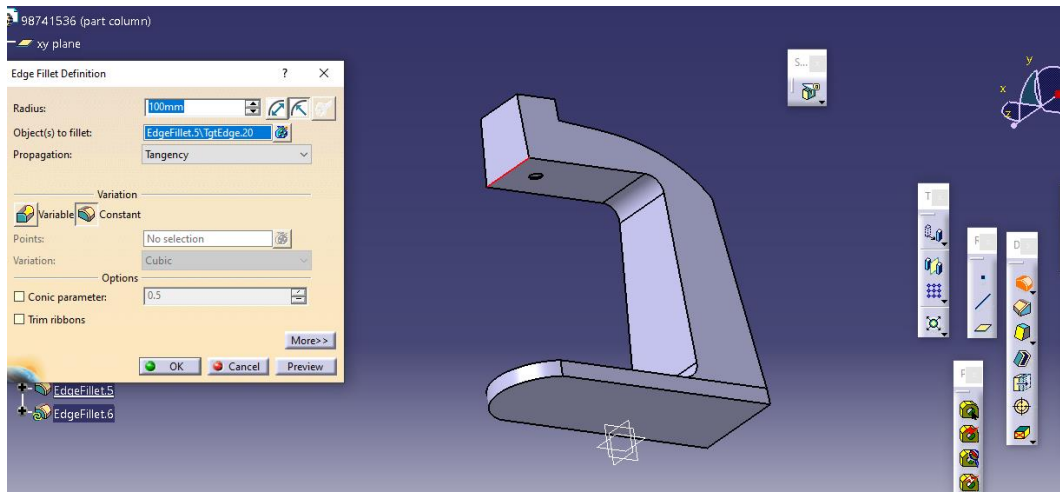 98741536 (part column)
xy plane
Edge Fillet Definition ? X
Radius: 100mm
Object(s) to fillet: EdgeFillet.5\TgtEdge.20
Propagation: Tangency
Variation
Variable Constant
Points: No selection
Variation: Cubic
Options
Conic parameter: 0.5
Trim ribbons
More>>
OK Cancel Preview
EdgeFillet.5
EdgeFillet.6
S...
y
x
z
T
F
D
F